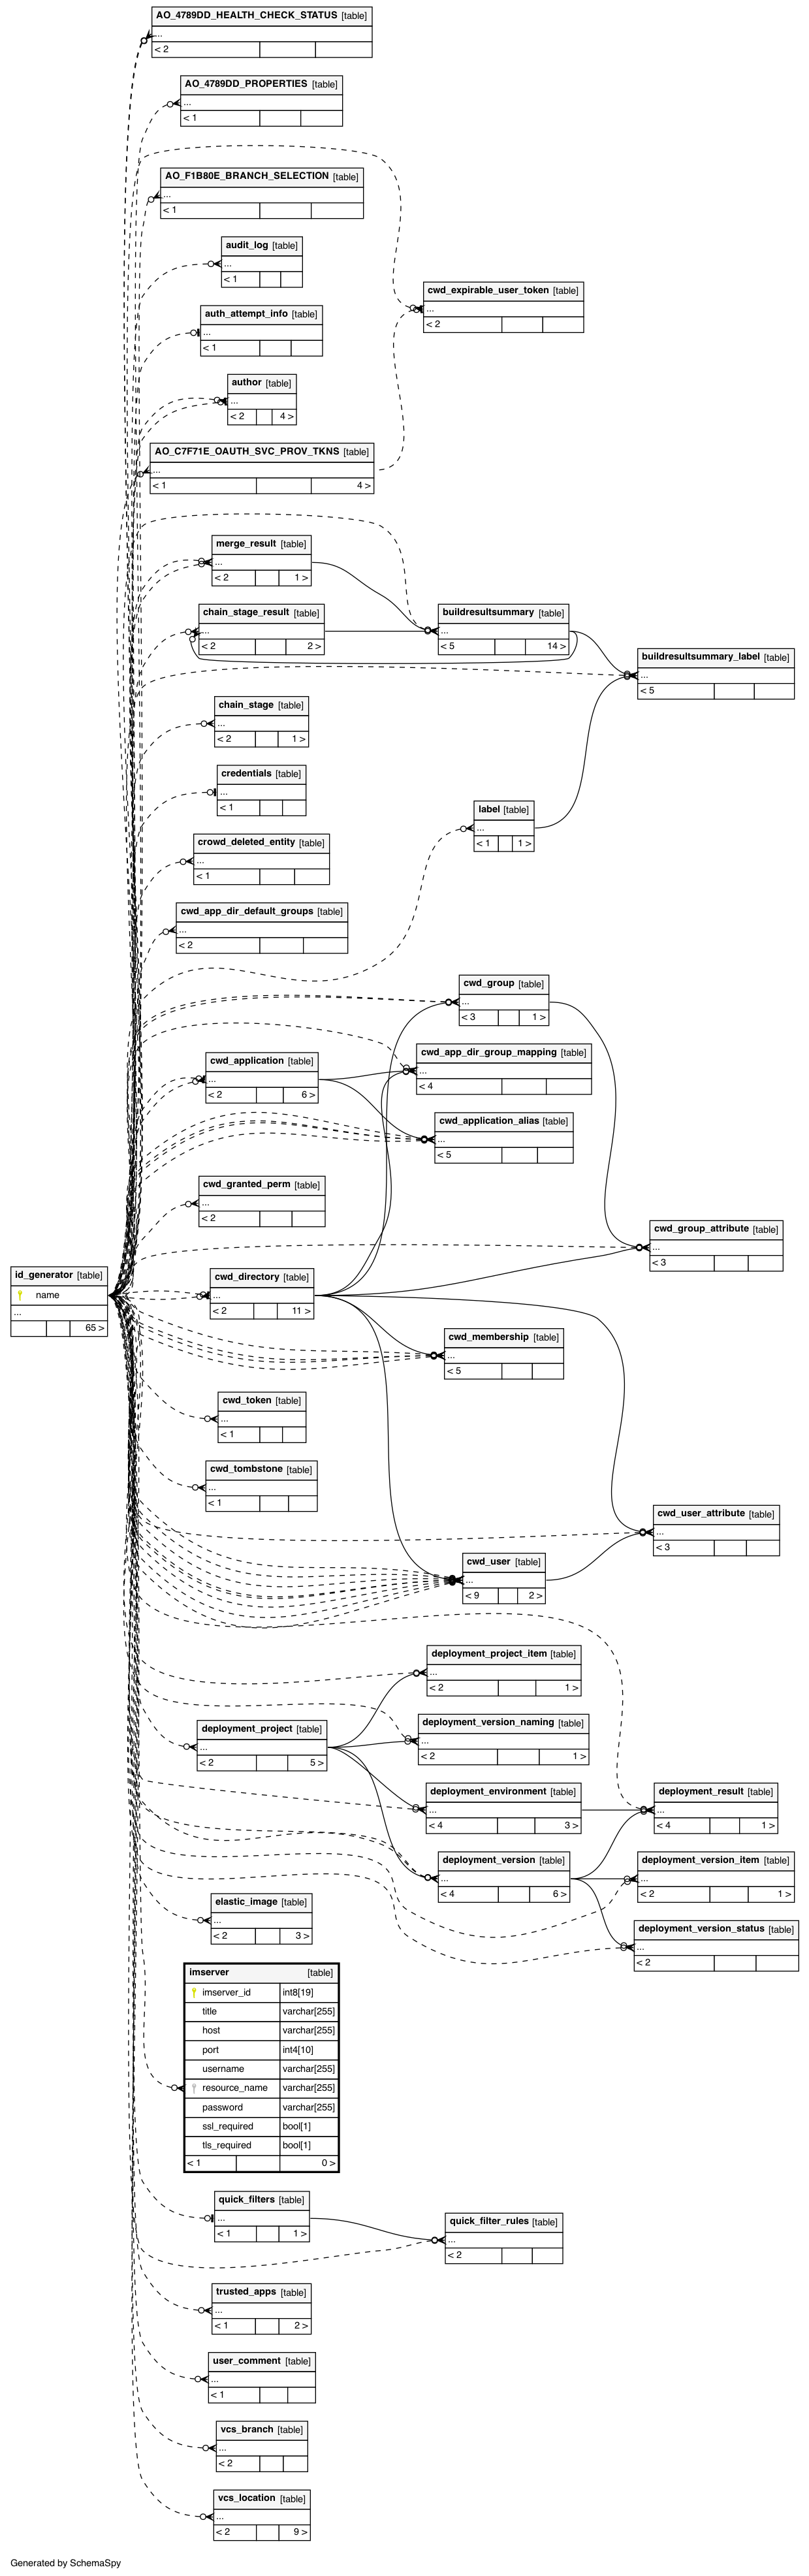 AO_4789DD_HEALTH_CHECK_STATUS [table]
...
< 2
AO_4789DD_PROPERTIES [table]
...
< 1
AO_F1B80E_BRANCH_SELECTION [table]
...
< 1
audit_log [table]
...
< 1
cwd_expirable_user_token [table]
...
< 2
auth_attempt_info [table]
...
< 1
author [table]
...
< 2 4 >
AO_C7F71E_OAUTH_SVC_PROV_TKNS [table]
...
< 1 4 >
merge_result [table]
...
< 2 1 >
chain_stage_result [table]
...
< 2 2 >
buildresultsummary [table]
...
< 5 14 >
buildresultsummary_label [table]
...
< 5
chain_stage [table]
...
< 2 1 >
credentials [table]
...
< 1
label [table]
...
< 1 1 >
crowd_deleted_entity [table]
...
< 1
cwd_app_dir_default_groups [table]
...
< 2
cwd_group [table]
...
< 3 1 >
cwd_app_dir_group_mapping [table]
...
< 4
cwd_application [table]
...
< 2 6 >
cwd_application_alias [table]
...
< 5
cwd_granted_perm [table]
...
< 2
cwd_group_attribute [table]
...
< 3
id_generator [table]
name
...
65 >
cwd_directory [table]
...
< 2 11 >
cwd_membership [table]
...
< 5
cwd_token [table]
...
< 1
cwd_tombstone [table]
...
< 1
cwd_user_attribute [table]
...
< 3
cwd_user [table]
...
< 9 2 >
deployment_project_item [table]
...
< 2 1 >
deployment_project [table]
...
< 2 5 >
deployment_version_naming [table]
...
< 2 1 >
deployment_environment [table]
...
< 4 3 >
deployment_result [table]
...
< 4 1 >
deployment_version [table]
...
< 4 6 >
deployment_version_item [table]
...
< 2 1 >
elastic_image [table]
...
< 2 3 >
deployment_version_status [table]
...
< 2
imserver [table]
imserver_id int8[19]
title varchar[255]
host varchar[255]
port int4[10]
username varchar[255]
resource_name varchar[255]
password varchar[255]
ssl_required bool[1]
tls_required bool[1]
< 1 0 >
quick_filters [table]
...
< 1 1 >
quick_filter_rules [table]
...
< 2
trusted_apps [table]
...
< 1 2 >
user_comment [table]
...
< 1
vcs_branch [table]
...
< 2
vcs_location [table]
...
< 2 9 >
Generated by SchemaSpy